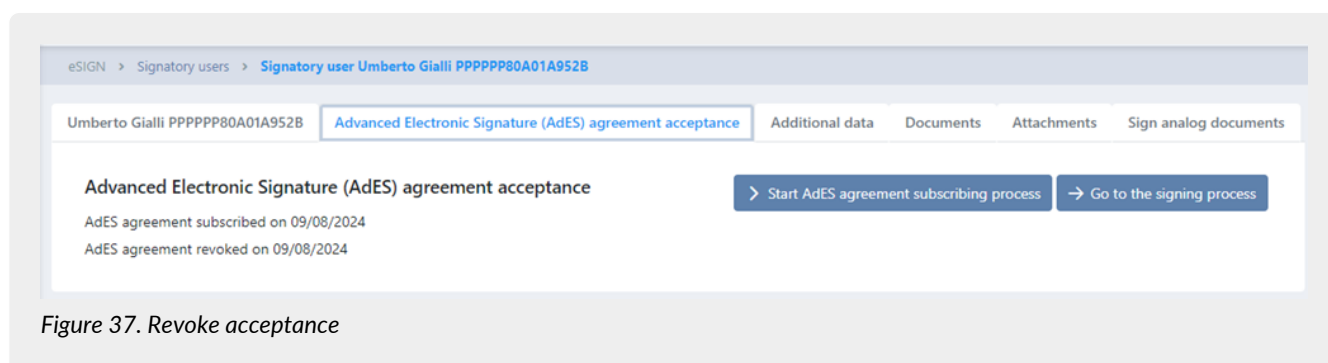 eSIGN > Signatory users > Signatory user Umberto Gialli PPPPPP80A01A952B
Umberto Gialli PPPPPP80A01A952B Advanced Electronic Signature (AdES) agreement acceptance Additional data Documents Attachments Sign analog documents
Advanced Electronic Signature (AdES) agreement acceptance > Start AdES agreement subscribing process → Go to the signing process
AdES agreement subscribed on 09/08/2024
AdES agreement revoked on 09/08/2024
Figure 37. Revoke acceptance